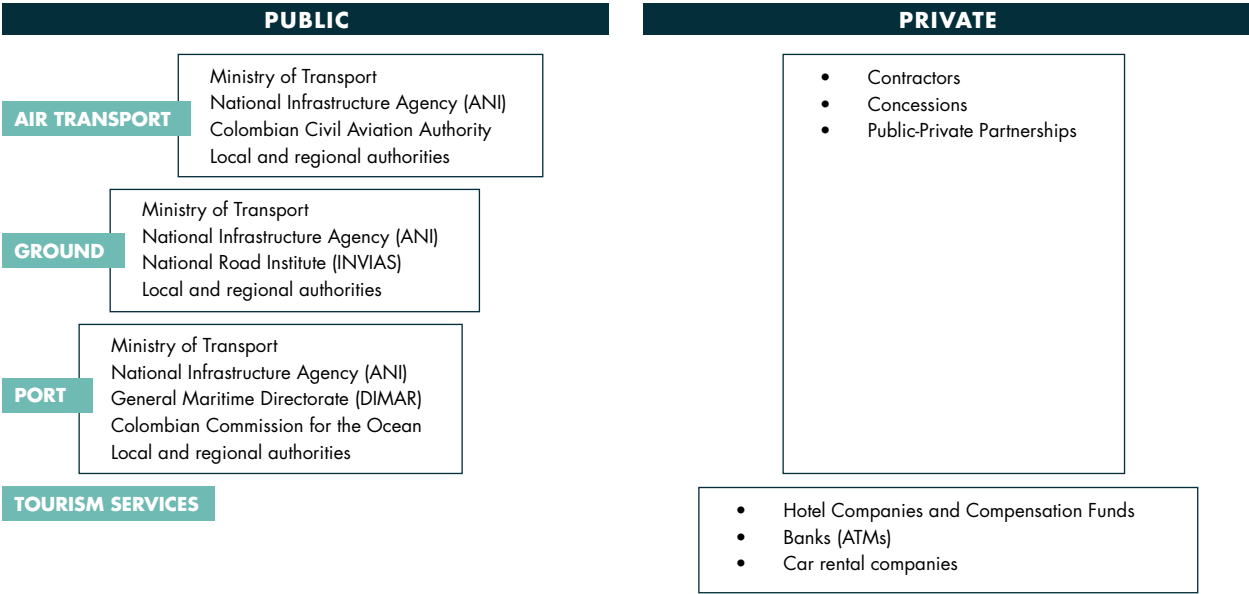 PUBLIC
PRIVATE
AIR TRANSPORT
Ministry of Transport
National Infrastructure Agency (ANI)
Colombian Civil Aviation Authority
Local and regional authorities
• Contractors
• Concessions
• Public-Private Partnerships
GROUND
Ministry of Transport
National Infrastructure Agency (ANI)
National Road Institute (INVIAS)
Local and regional authorities
PORT
Ministry of Transport
National Infrastructure Agency (ANI)
General Maritime Directorate (DIMAR)
Colombian Commission for the Ocean
Local and regional authorities
TOURISM SERVICES
• Hotel Companies and Compensation Funds
• Banks (ATMs)
• Car rental companies